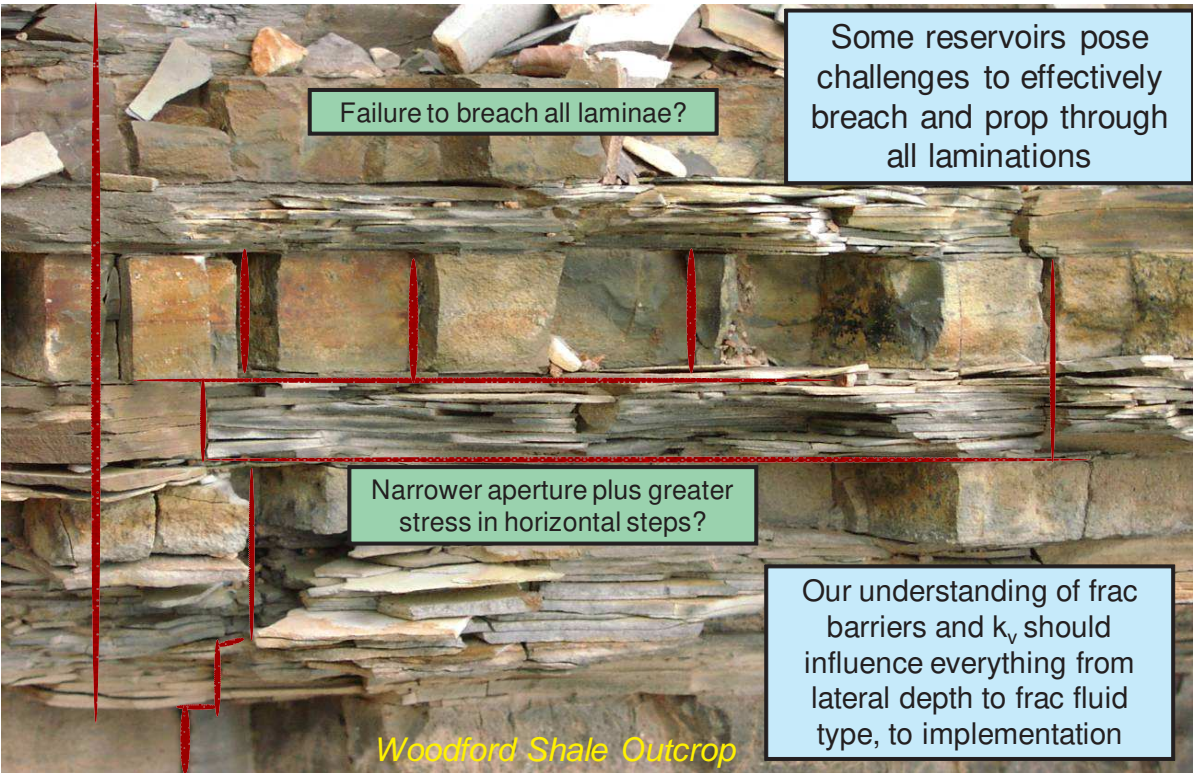 Some reservoirs pose
challenges to effectively
breach and prop through
all laminations
Failure to breach all laminae?
Narrower aperture plus greater
stress in horizontal steps?
Our understanding of frac
barriers and kᵥ should
influence everything from
lateral depth to frac fluid
type, to implementation
Woodford Shale Outcrop